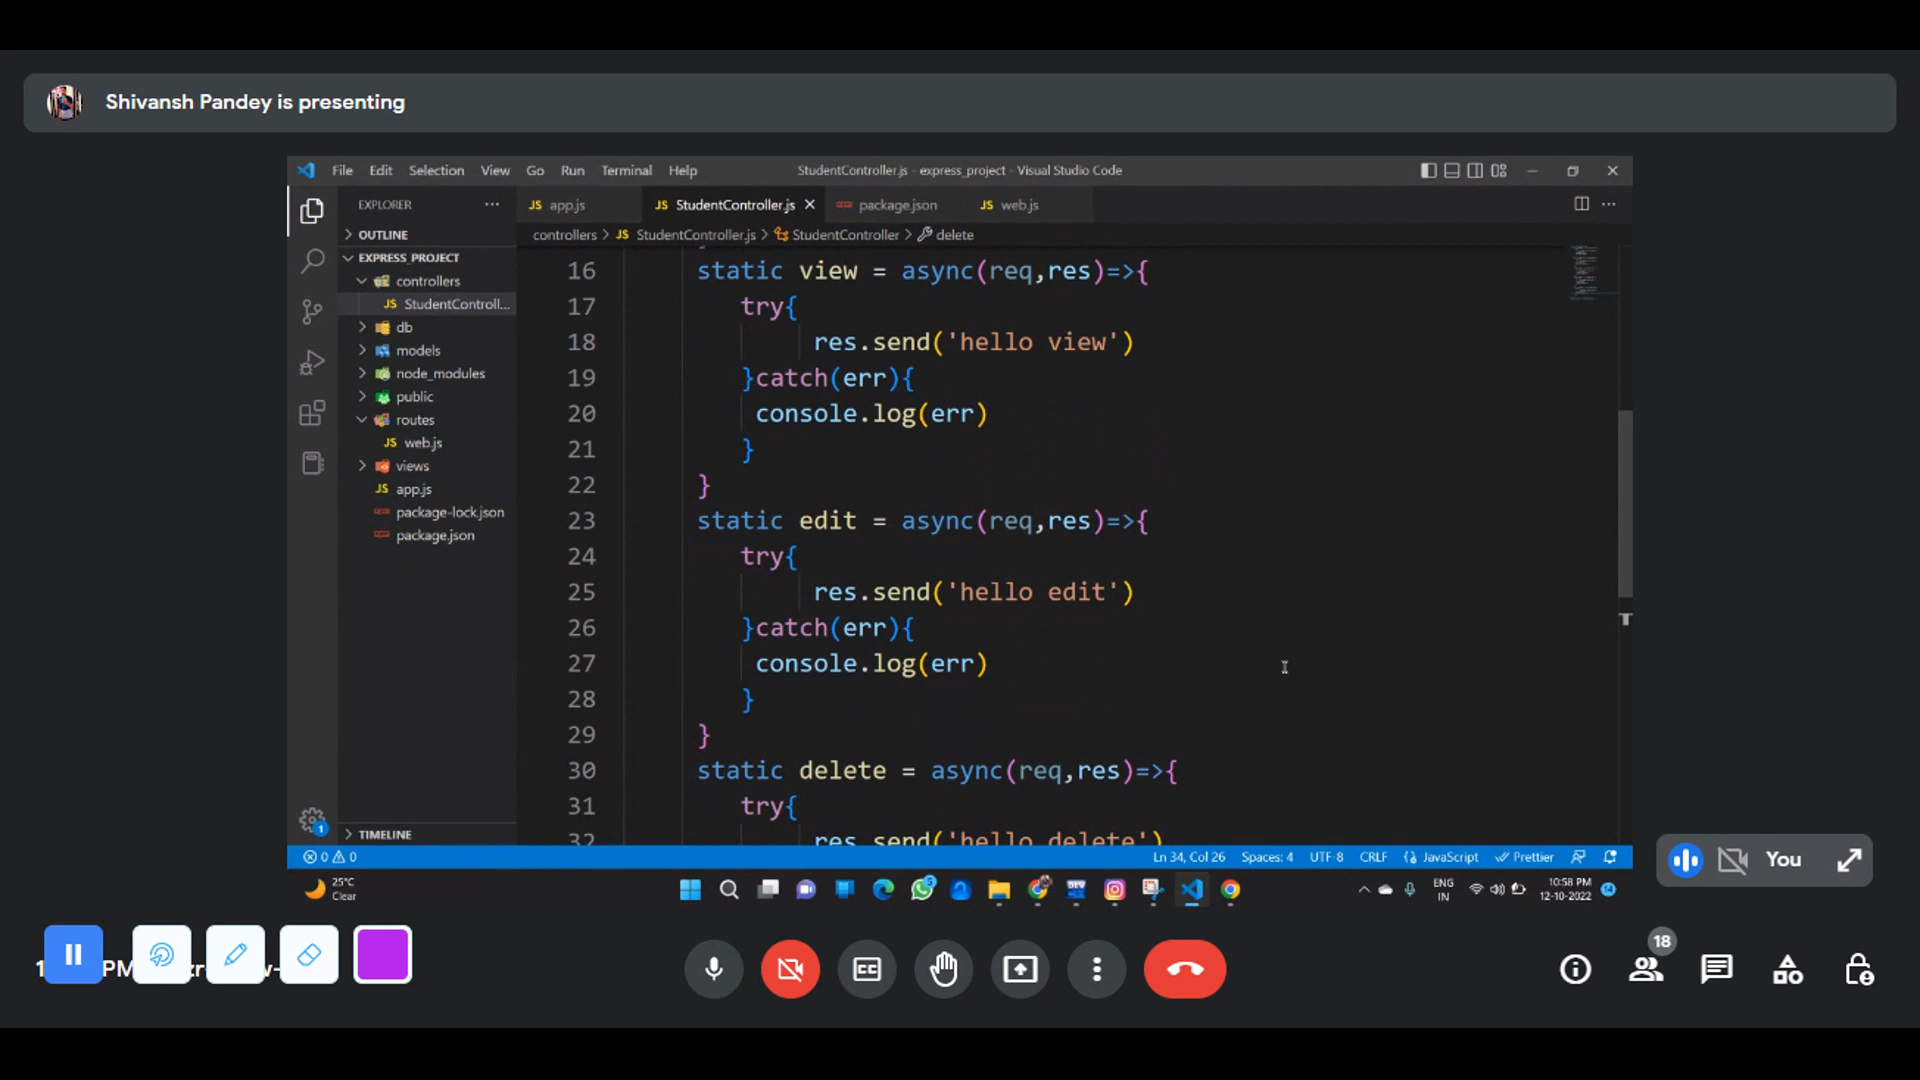 Shivansh Pandey is presenting
File Edit Selection View Go Run Terminal Help StudentController.js - express_project - Visual Studio Code
EXPLORER ··· JS app.js JS StudentController.js package.json JS web.js ···
OUTLINE
controllers > JS StudentController.js > StudentController > delete
EXPRESS_PROJECT
controllers
JS StudentControll...
db
models
node_modules
public
routes
JS web.js
views
JS app.js
package-lock.json
package.json
TIMELINE
16 static view = async(req,res)=>{
17 try{
18 res.send('hello view')
19 }catch(err){
20 console.log(err)
21 }
22 }
23 static edit = async(req,res)=>{
24 try{
25 res.send('hello edit')
26 }catch(err){
27 console.log(err)
28 }
29 }
30 static delete = async(req,res)=>{
31 try{
32 res.send('hello delete')
0 0 Ln 34, Col 26 Spaces: 4 UTF-8 CRLF JavaScript Prettier
You
25°C
Clear
ENG
IN
10:58 PM
12-10-2022
18